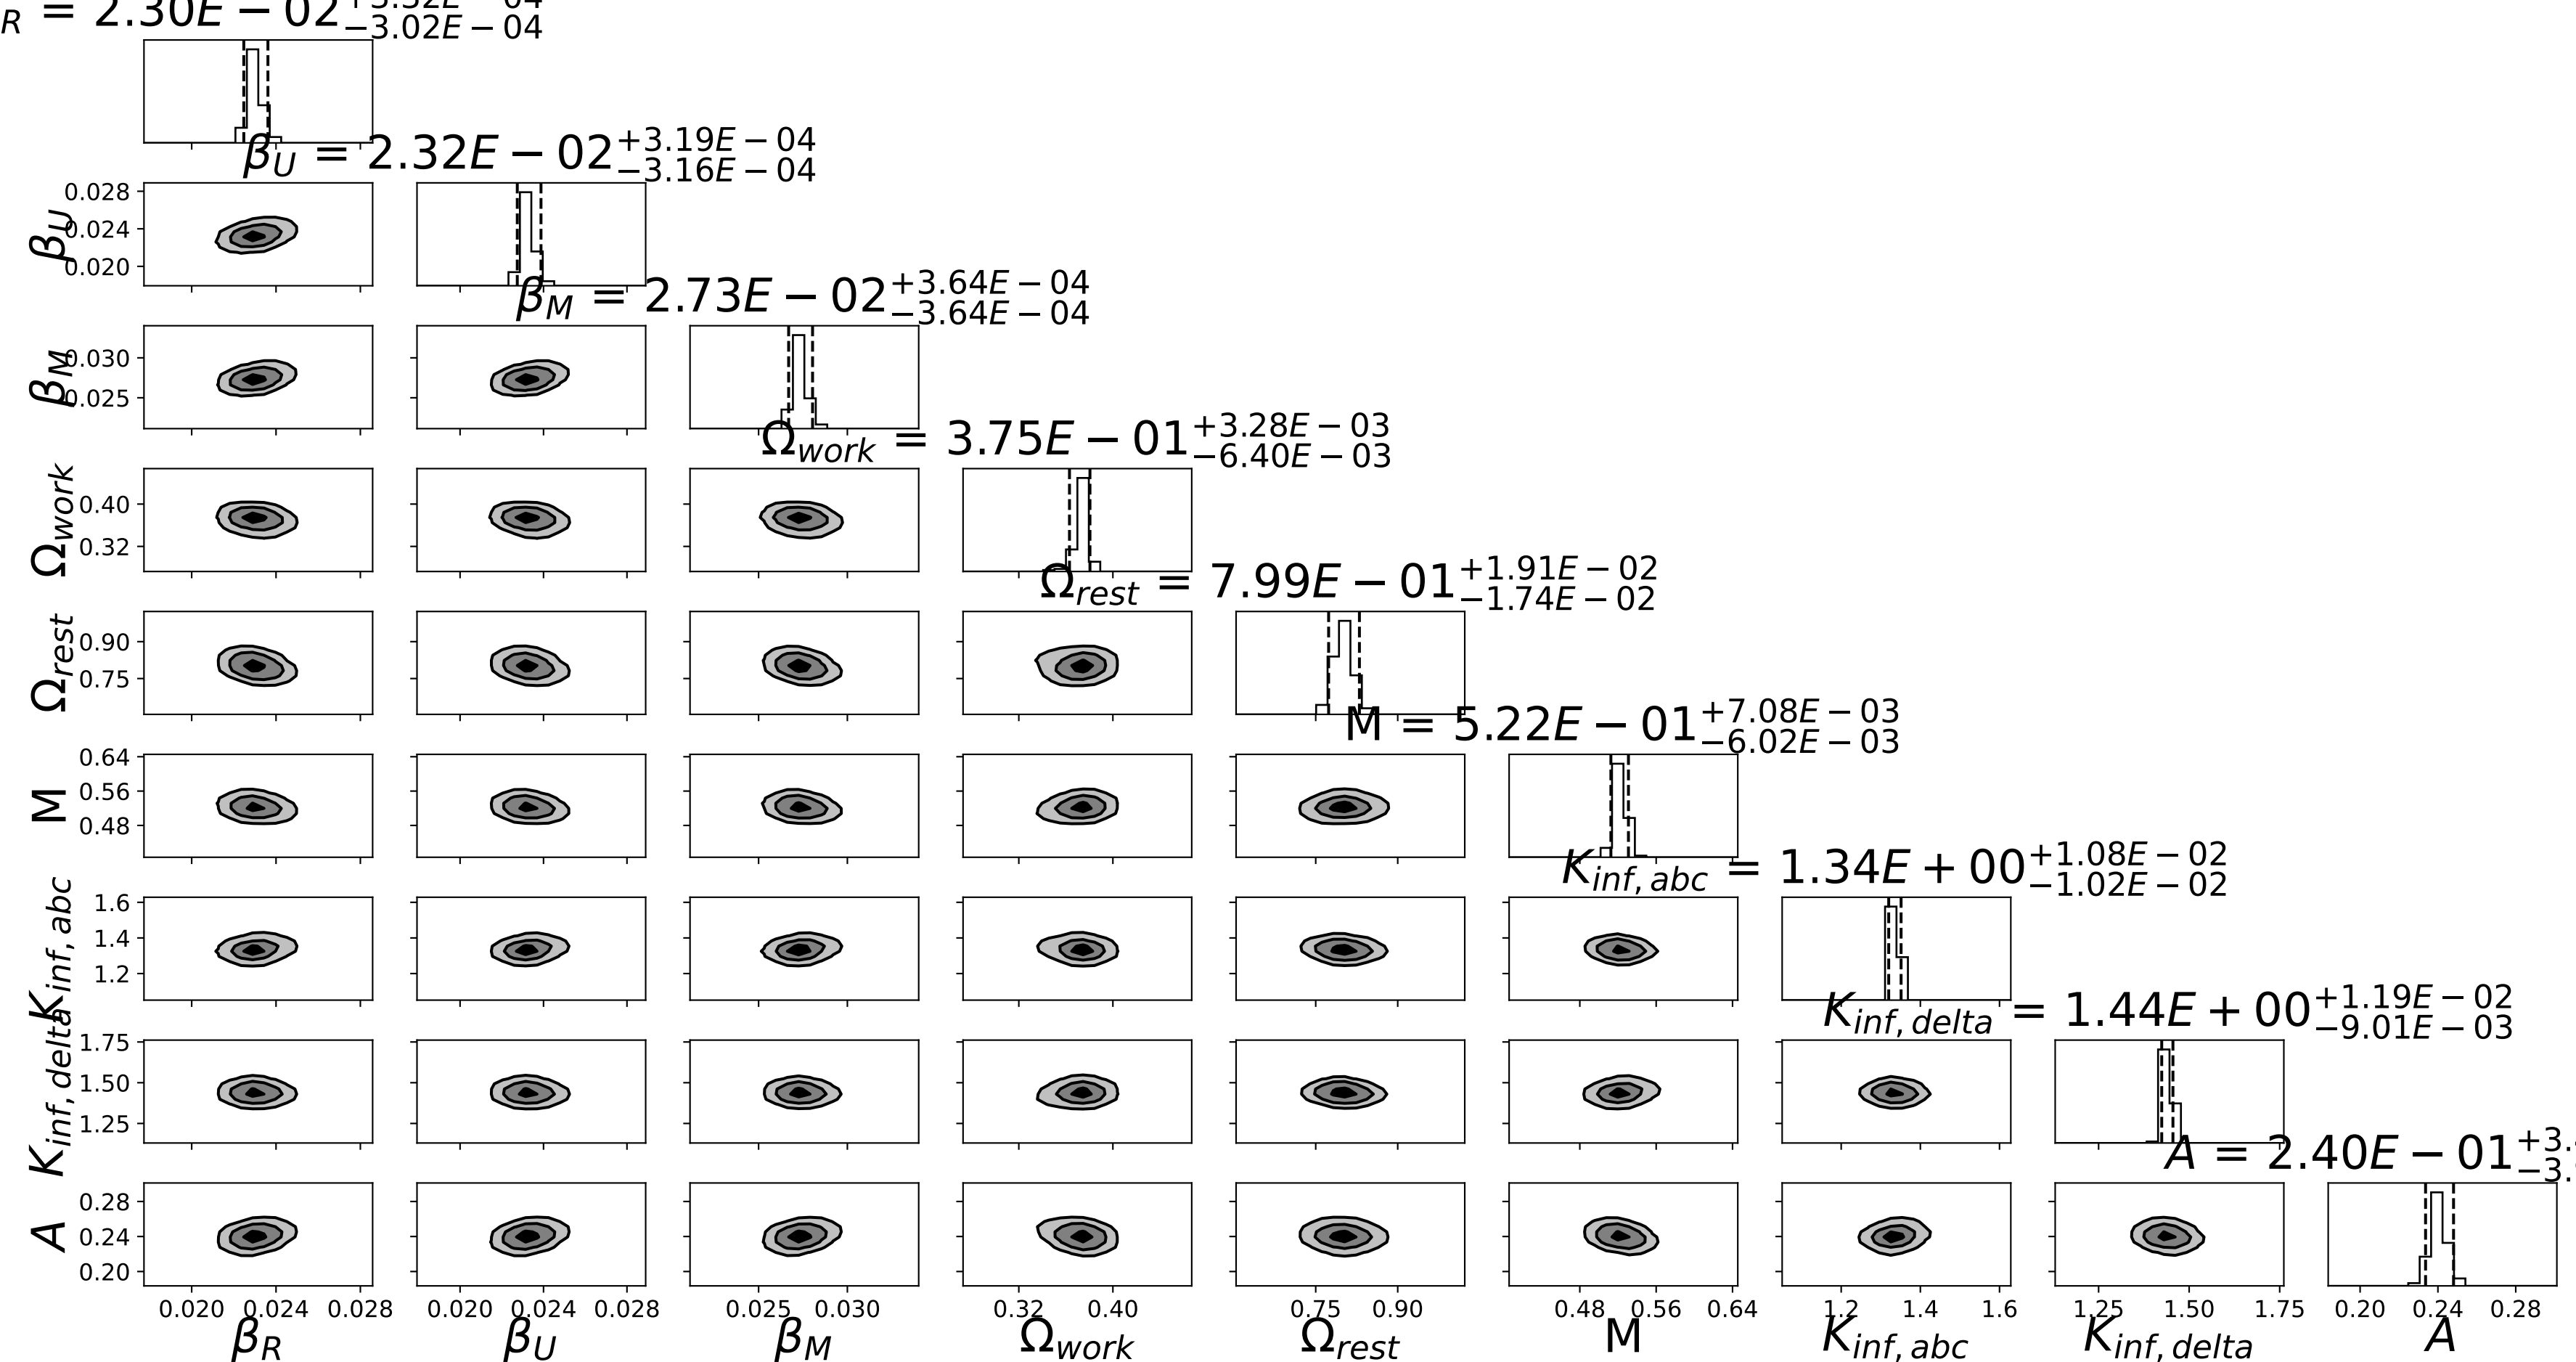 R = 2.30E − 02 −3.02E − 04
β_U = 2.32E − 02 +3.19E − 04 −3.16E − 04
0.028
0.024
0.020
β_U
β_M = 2.73E − 02 +3.64E − 04 −3.64E − 04
0.030
0.025
β_M
Ω_work = 3.75E − 01 +3.28E − 03 −6.40E − 03
0.40
0.32
Ω_work
Ω_rest = 7.99E − 01 +1.91E − 02 −1.74E − 02
0.90
0.75
Ω_rest
M = 5.22E − 01 +7.08E − 03 −6.02E − 03
0.64
0.56
0.48
M
K_inf,abc = 1.34E + 00 +1.08E − 02 −1.02E − 02
1.6
1.4
1.2
K_inf,abc
K_inf,delta = 1.44E + 00 +1.19E − 02 −9.01E − 03
1.75
1.50
1.25
K_inf,delta
A = 2.40E − 01 +3. −3.
0.28
0.24
0.20
A
0.020 0.024 0.028 0.020 0.024 0.028 0.025 0.030 0.32 0.40 0.75 0.90 0.48 0.56 0.64 1.2 1.4 1.6 1.25 1.50 1.75 0.20 0.24 0.28
β_R β_U β_M Ω_work Ω_rest M K_inf,abc K_inf,delta A